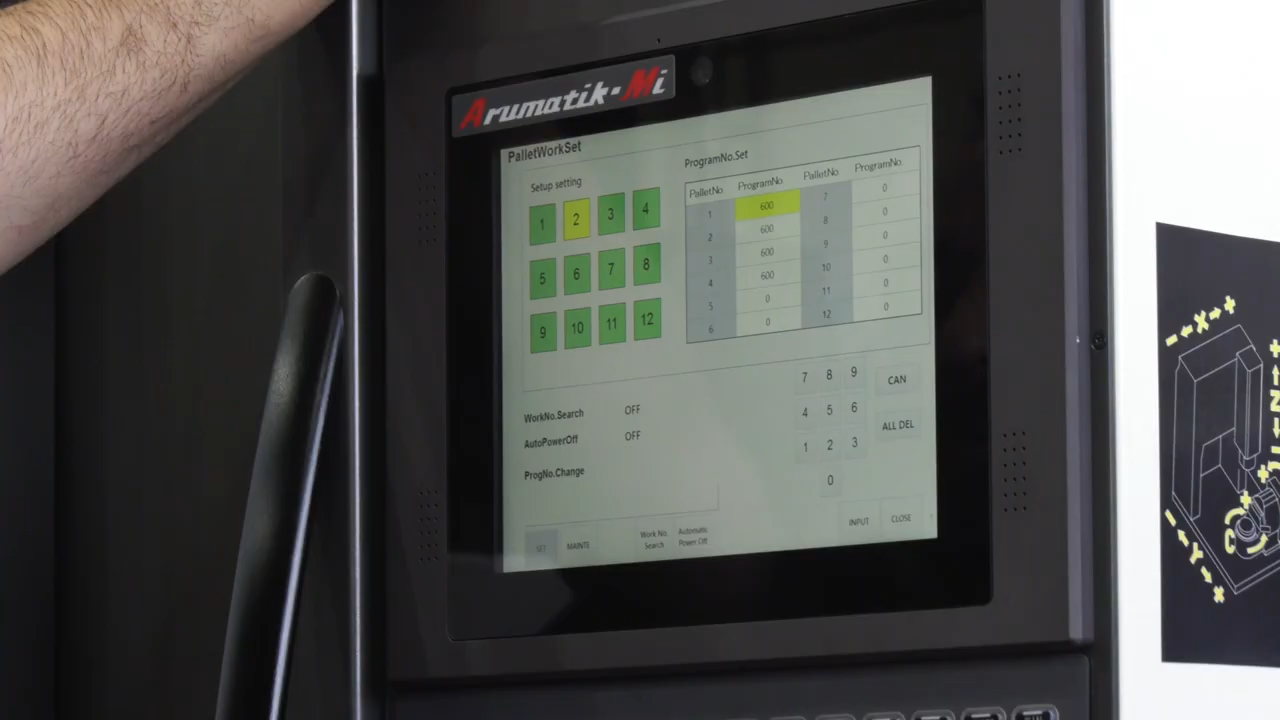 Arumatik-Mi
PalletWorkSet
Setup setting
1 2 3 4
5 6 7 8
9 10 11 12
ProgramNo.Set
PalletNo. ProgramNo. PalletNo. ProgramNo.
1 600 7 0
2 600 8 0
3 600 9 0
4 600 10 0
5 0 11 0
6 0 12 0
WorkNo.Search OFF
AutoPowerOff OFF
ProgNo.Change
7 8 9 CAN
4 5 6 ALL DEL
1 2 3
0
SET MAINTE
Work No. Search
Automatic Power Off
INPUT CLOSE
- X +
+ Z
- Y +
+
+
C